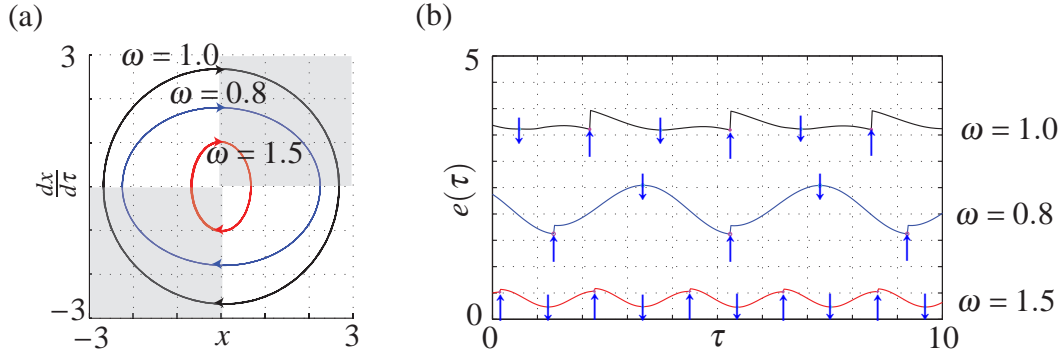 (a)
3
ω = 1.0
ω = 0.8
ω = 1.5
dx
dτ
−3
−3
x
3
(b)
5
e(τ)
0
0
τ
10
ω = 1.0
ω = 0.8
ω = 1.5